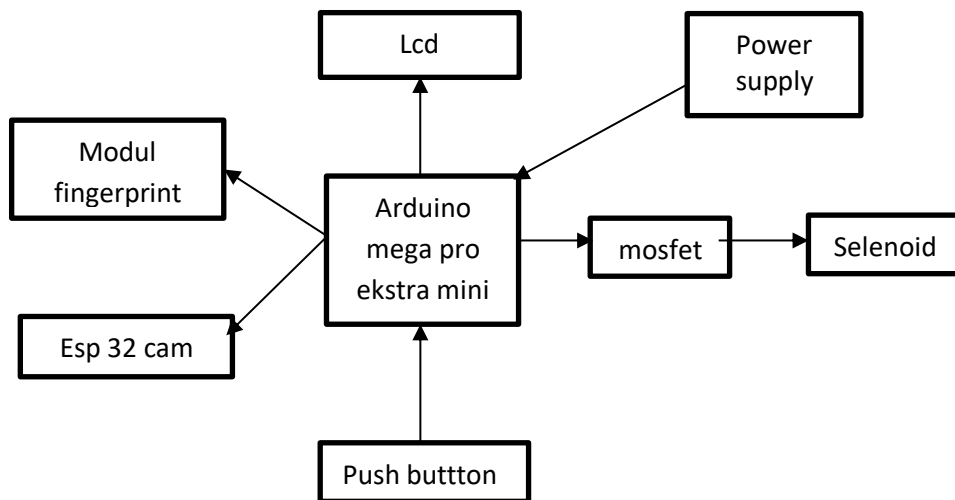 Lcd
Power
supply
Modul
fingerprint
Arduino
mega pro
ekstra mini
mosfet
Selenoid
Esp 32 cam
Push buttton